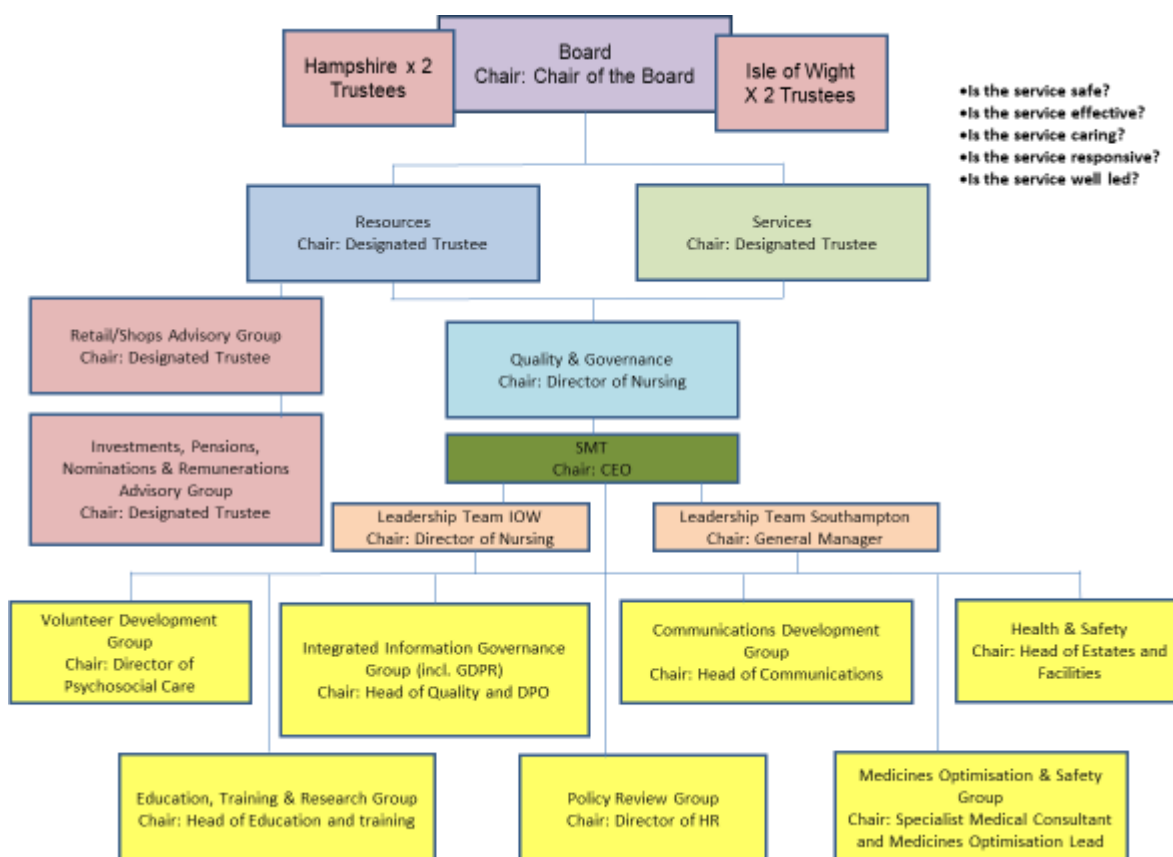 Board
Chair: Chair of the Board
Hampshire x 2
Trustees
Isle of Wight
X 2 Trustees
•Is the service safe?
•Is the service effective?
•Is the service caring?
•Is the service responsive?
•Is the service well led?
Resources
Chair: Designated Trustee
Services
Chair: Designated Trustee
Retail/Shops Advisory Group
Chair: Designated Trustee
Quality & Governance
Chair: Director of Nursing
Investments, Pensions,
Nominations & Remunerations
Advisory Group
Chair: Designated Trustee
SMT
Chair: CEO
Leadership Team IOW
Chair: Director of Nursing
Leadership Team Southampton
Chair: General Manager
Volunteer Development
Group
Chair: Director of
Psychosocial Care
Integrated Information Governance
Group (incl. GDPR)
Chair: Head of Quality and DPO
Communications Development
Group
Chair: Head of Communications
Health & Safety
Chair: Head of Estates and
Facilities
Education, Training & Research Group
Chair: Head of Education and training
Policy Review Group
Chair: Director of HR
Medicines Optimisation & Safety
Group
Chair: Specialist Medical Consultant
and Medicines Optimisation Lead